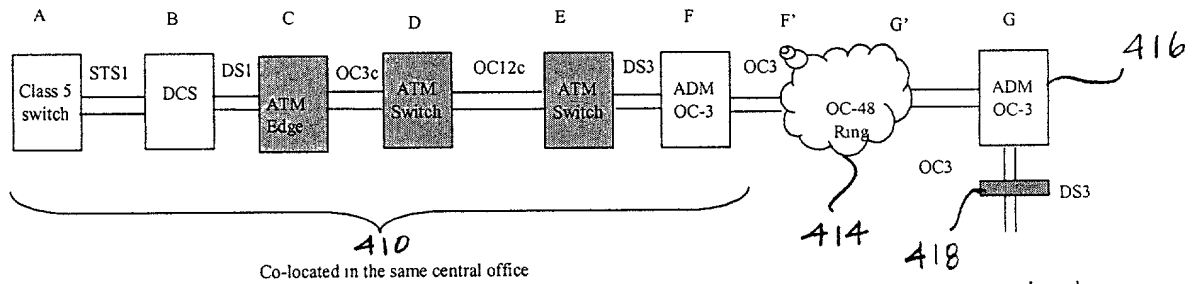 A B C D E F F' G' G
STS1 DS1 OC3c OC12c DS3 OC3
Class 5
switch
DCS
ATM
Edge
ATM
Switch
ATM
Switch
ADM
OC-3
OC-48
Ring
ADM
OC-3
416
OC3
DS3
410
414
418
Co-located in the same central office